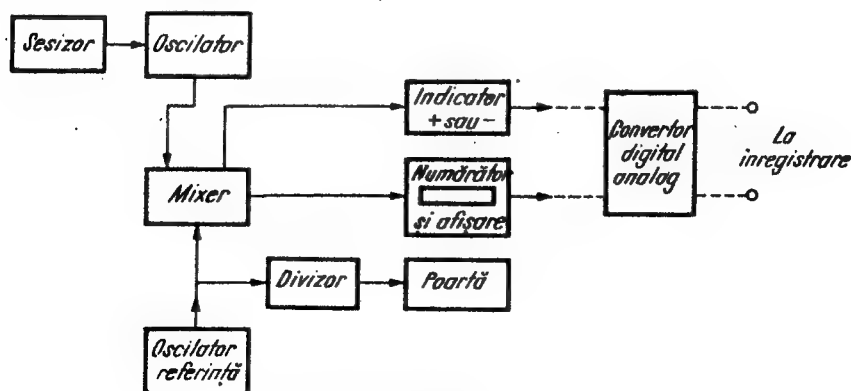 Sesizor
Oscilator
Indicator
+ sau -
Convertor
digital
analog
La
înregistrare
Mixer
Numărător
și afișare
Divizor
Poartă
Oscilator
referință